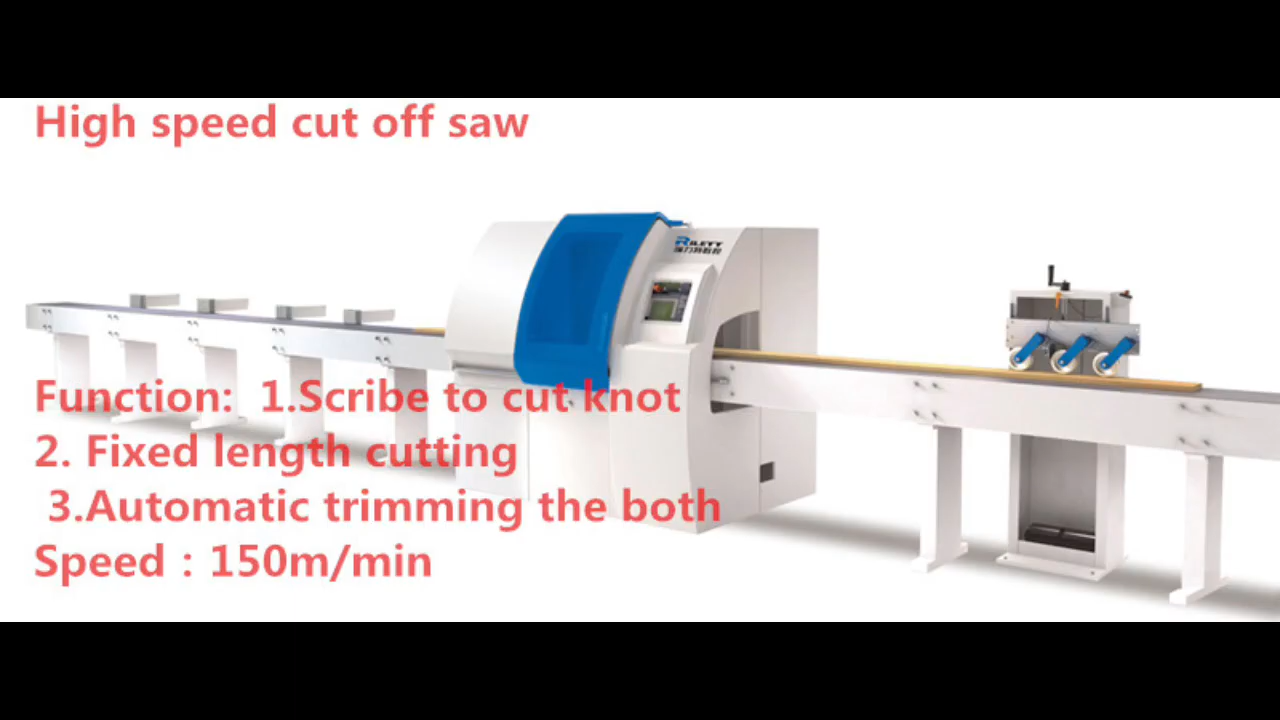 High speed cut off saw
RILETT
Function: 1.Scribe to cut knot
2. Fixed length cutting
3.Automatic trimming the both
Speed：150m/min